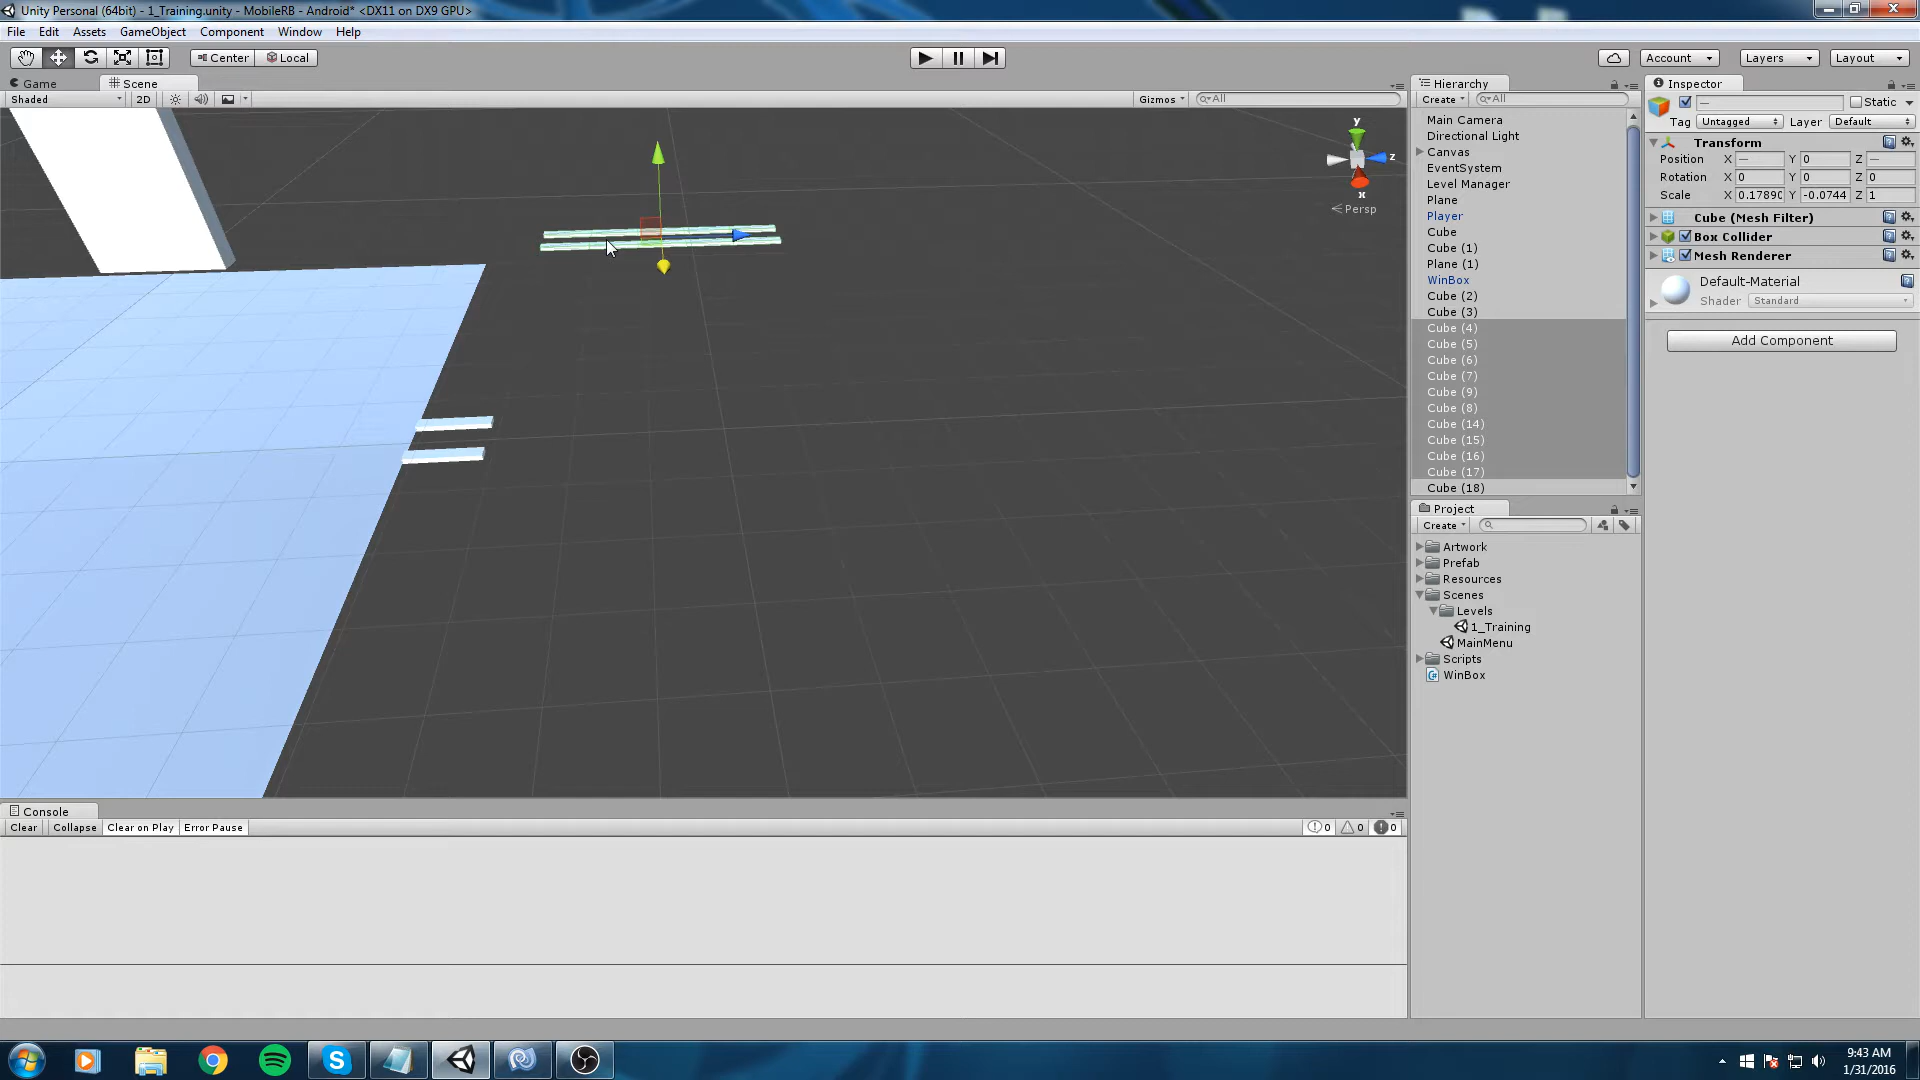 Unity Personal (64bit) - 1_Training.unity - MobileRB - Android* <DX11 on DX9 GPU>
File Edit Assets GameObject Component Window Help
Center Local
Account Layers Layout
Game Scene
Shaded 2D Gizmos All
y
z
x
Persp
Hierarchy
Create All
Main Camera
Directional Light
Canvas
EventSystem
Level Manager
Plane
Player
Cube
Cube (1)
Plane (1)
WinBox
Cube (2)
Cube (3)
Cube (4)
Cube (5)
Cube (6)
Cube (7)
Cube (9)
Cube (8)
Cube (14)
Cube (15)
Cube (16)
Cube (17)
Cube (18)
Project
Create
Artwork
Prefab
Resources
Scenes
Levels
1_Training
MainMenu
Scripts
WinBox
Inspector
— Static
Tag Untagged Layer Default
Transform
Position X — Y 0 Z —
Rotation X 0 Y 0 Z 0
Scale X 0.1789( Y -0.0744 Z 1
Cube (Mesh Filter)
Box Collider
Mesh Renderer
Default-Material
Shader Standard
Add Component
Console
Clear Collapse Clear on Play Error Pause 0 0 0
9:43 AM
1/31/2016